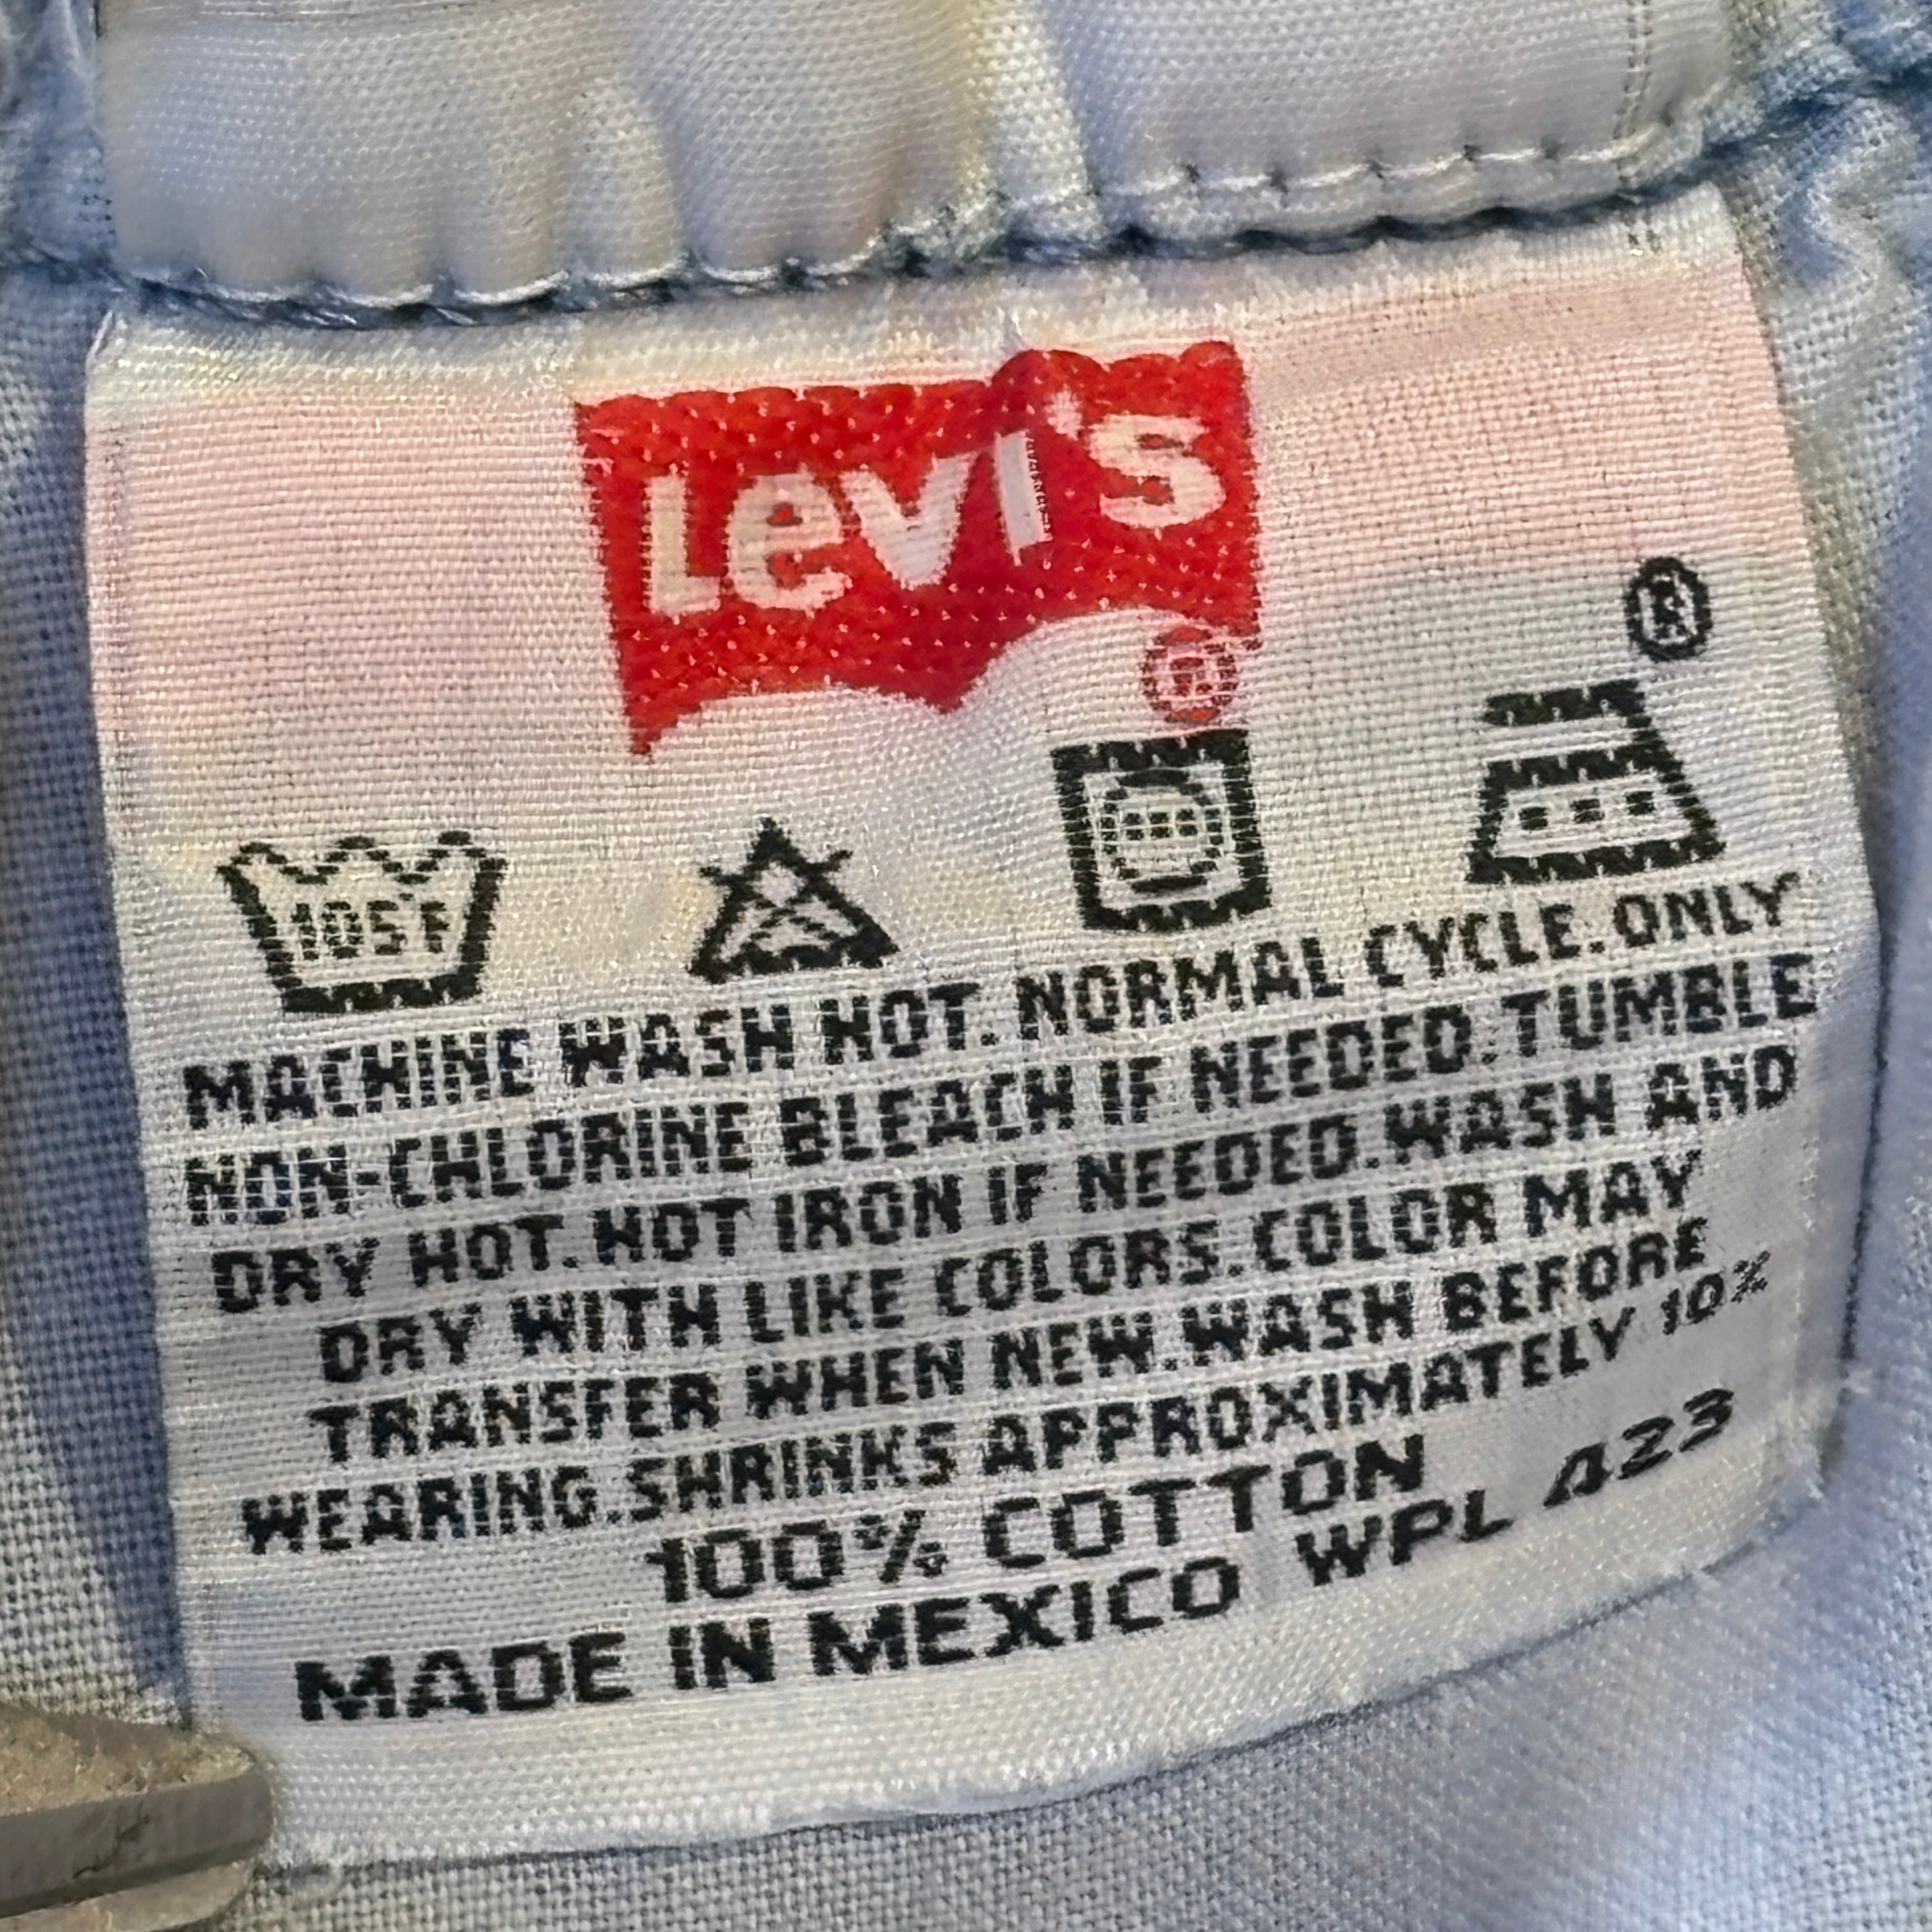 Levi's
®
®
105°F
MACHINE WASH HOT. NORMAL CYCLE. ONLY
NON-CHLORINE BLEACH IF NEEDED. TUMBLE
DRY HOT. HOT IRON IF NEEDED. WASH AND
DRY WITH LIKE COLORS. COLOR MAY
TRANSFER WHEN NEW. WASH BEFORE
WEARING. SHRINKS APPROXIMATELY 10%
100% COTTON
MADE IN MEXICO WPL 423